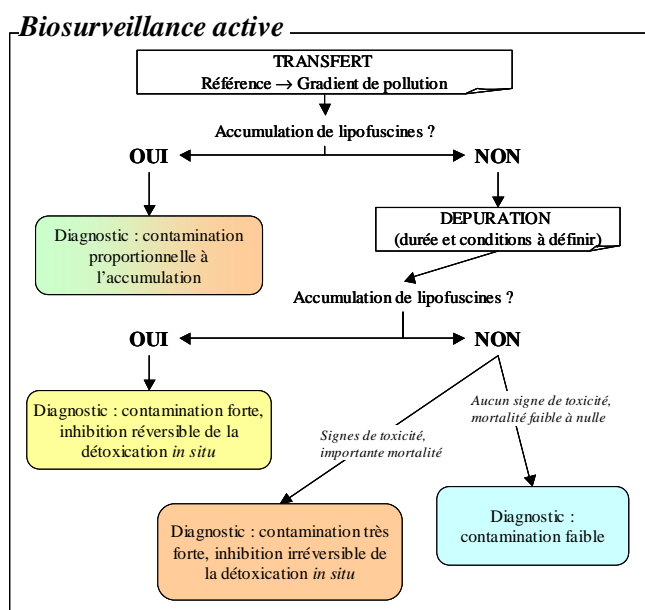 Biosurveillance active
TRANSFERT
Référence → Gradient de pollution
Accumulation de lipofuscines ?
OUI
NON
Diagnostic : contamination
proportionnelle à
l'accumulation
DEPURATION
(durée et conditions à définir)
Accumulation de lipofuscines ?
OUI
NON
Diagnostic : contamination forte,
inhibition réversible de la
détoxication in situ
Signes de toxicité,
importante mortalité
Aucun signe de toxicité,
mortalité faible à nulle
Diagnostic : contamination très
forte, inhibition irréversible de
la détoxication in situ
Diagnostic :
contamination faible